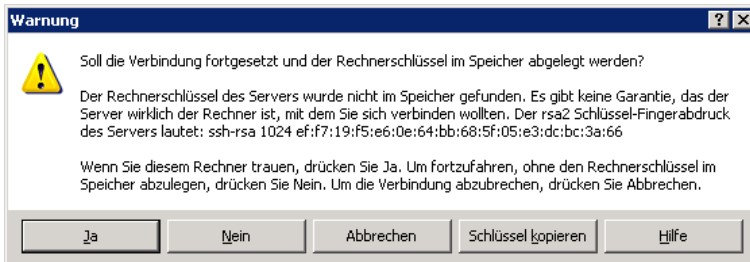 Warnung
Soll die Verbindung fortgesetzt und der Rechnerschlüssel im Speicher abgelegt werden?
Der Rechnerschlüssel des Servers wurde nicht im Speicher gefunden. Es gibt keine Garantie, das der
Server wirklich der Rechner ist, mit dem Sie sich verbinden wollten. Der rsa2 Schlüssel-Fingerabdruck
des Servers lautet: ssh-rsa 1024 ef:f7:19:f5:e6:0e:64:bb:68:5f:05:e3:dc:bc:3a:66
Wenn Sie diesem Rechner trauen, drücken Sie Ja. Um fortzufahren, ohne den Rechnerschlüssel im
Speicher abzulegen, drücken Sie Nein. Um die Verbindung abzubrechen, drücken Sie Abbrechen.
Ja Nein Abbrechen Schlüssel kopieren Hilfe